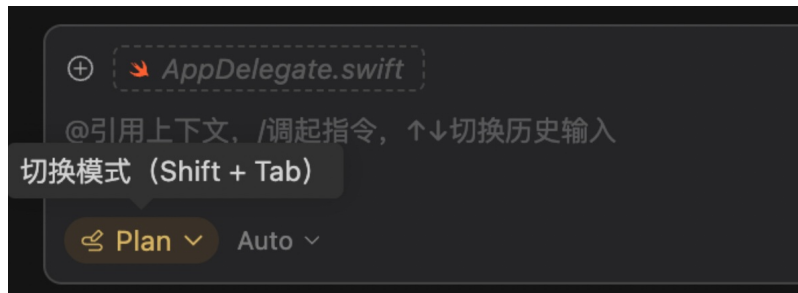 AppDelegate.swift
@引用上下文，/调起指令，↑↓切换历史输入
切换模式（Shift + Tab）
Plan
Auto